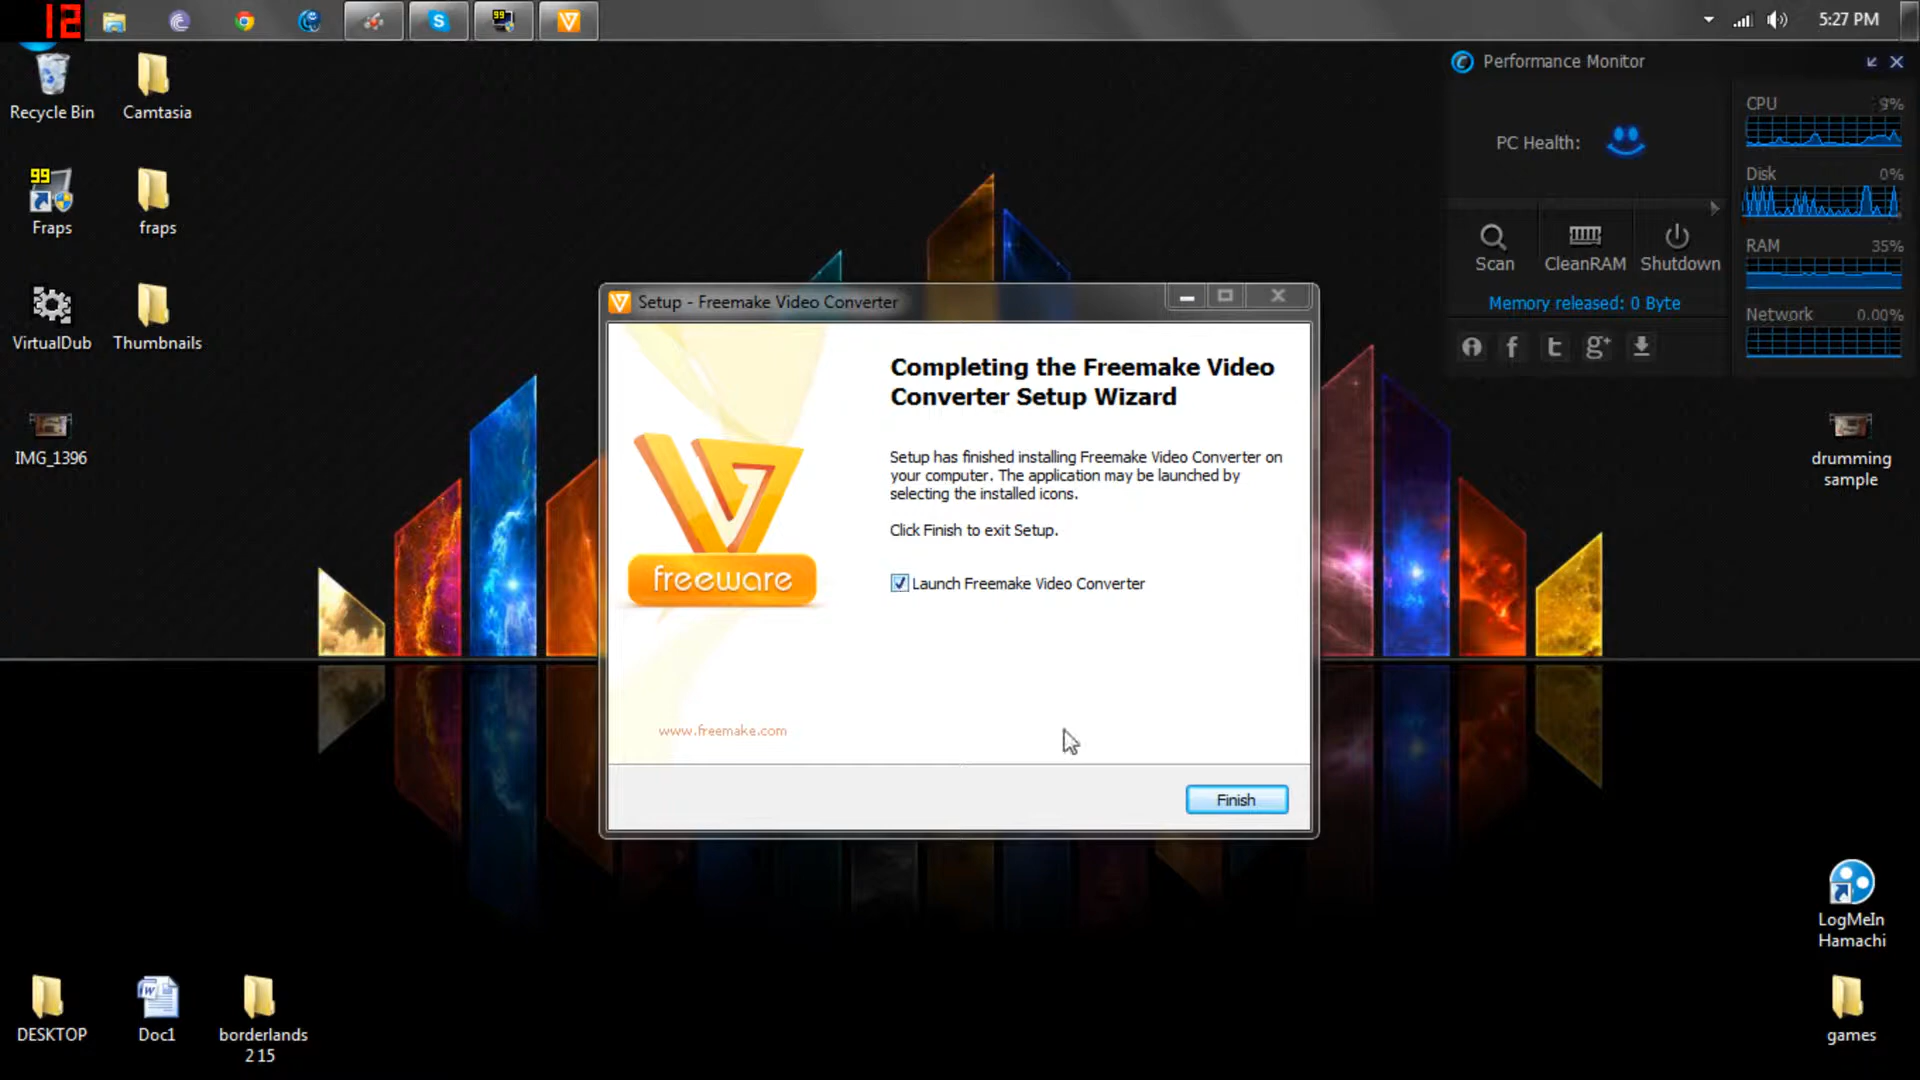 12
99
5:27 PM
Recycle Bin
Camtasia
99
Fraps
fraps
VirtualDub
Thumbnails
IMG_1396
Performance Monitor
PC Health:
Scan
CleanRAM
Shutdown
Memory released: 0 Byte
CPU 9%
Disk 0%
RAM 35%
Network 0.00%
Setup - Freemake Video Converter
Completing the Freemake Video
Converter Setup Wizard
Setup has finished installing Freemake Video Converter on
your computer. The application may be launched by
selecting the installed icons.
Click Finish to exit Setup.
Launch Freemake Video Converter
freeware
www.freemake.com
Finish
drumming
sample
LogMeIn
Hamachi
DESKTOP
Doc1
borderlands
2 15
games